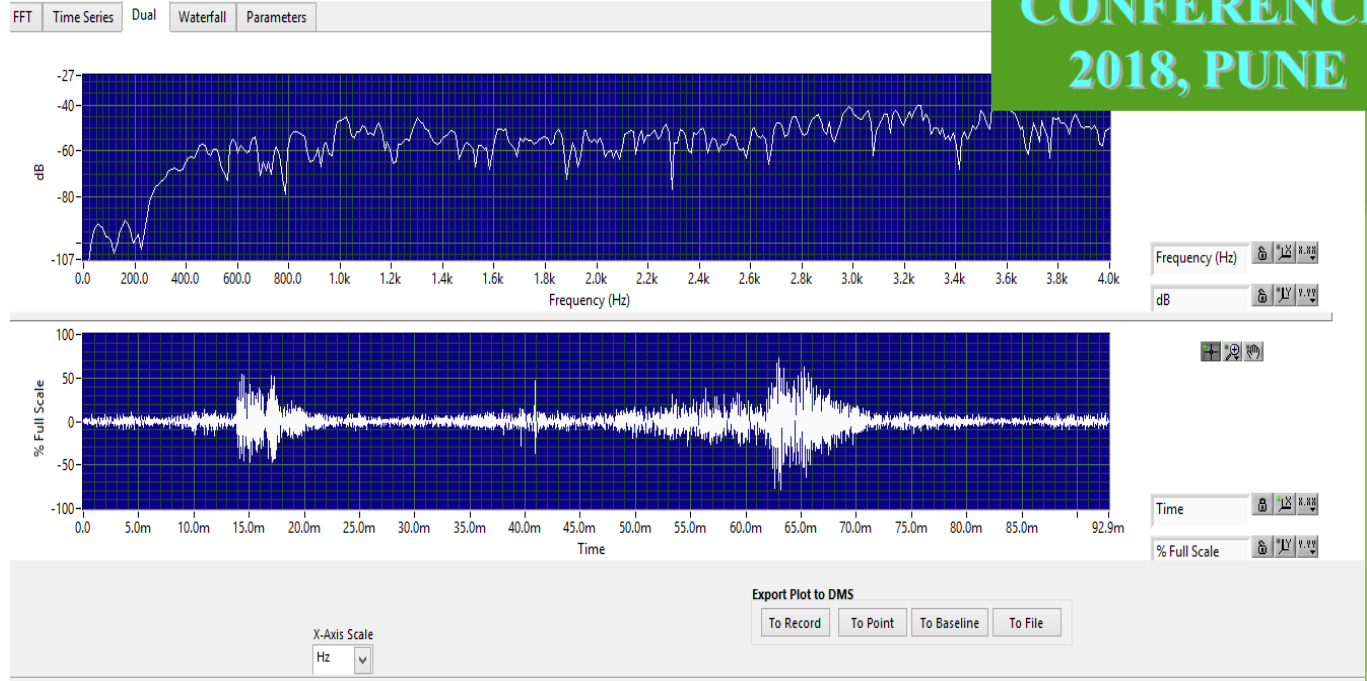 CONFERENC
2018, PUNE
FFT Time Series Dual Waterfall Parameters
-27
-40
-60
-80
-107
dB
0.0 200.0 400.0 600.0 800.0 1.0k 1.2k 1.4k 1.6k 1.8k 2.0k 2.2k 2.4k 2.6k 2.8k 3.0k 3.2k 3.4k 3.6k 3.8k 4.0k
Frequency (Hz)
Frequency (Hz)
dB
100
50
0
-50
-100
% Full Scale
0.0 5.0m 10.0m 15.0m 20.0m 25.0m 30.0m 35.0m 40.0m 45.0m 50.0m 55.0m 60.0m 65.0m 70.0m 75.0m 80.0m 85.0m 92.9m
Time
Time
% Full Scale
Export Plot to DMS
To Record To Point To Baseline To File
X-Axis Scale
Hz